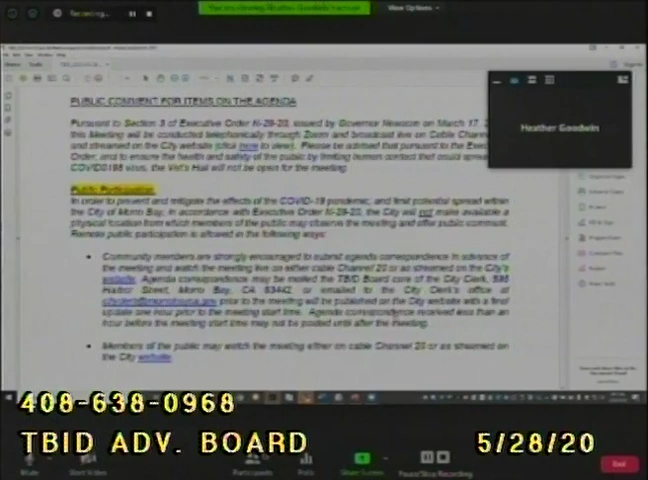 Recording...
You are viewing Heather Goodwin's screen
View Options
PUBLIC COMMENT FOR ITEMS ON THE AGENDA
Heather Goodwin
Pursuant to Section 3 of Executive Order N-29-20, issued by Governor Newsom on March 17,
this Meeting will be conducted telephonically through Zoom and broadcast live on Cable Channel
and streamed on the City website (click here to view). Please be advised that pursuant to the Executive
Order, and to ensure the health and safety of the public by limiting human contact that could spread
virus, the Vet's Hall will not be open for the meeting.
Public Participation:
In order to prevent and mitigate the effects of the COVID-19 pandemic, and limit potential spread within
the City of Morro Bay, in accordance with Executive Order N-29-20, the City will not make available a
physical location from which members of the public may observe the meeting and offer public comment.
Remote public participation is allowed in the following ways:
• Community members are strongly encouraged to submit agenda correspondence in advance of
the meeting and watch the meeting live on either cable Channel 20 or as streamed on the City's
website. Agenda correspondence may be mailed the TBID Board care of the City Clerk, 595
Harbor Street, Morro Bay, CA 93442 or emailed to the City Clerk's office at
prior to the meeting will be published on the City website with a final
update one hour prior to the meeting start time. Agenda correspondence received less than an
hour before the meeting start time may not be posted until after the meeting.
• Members of the public may watch the meeting either on cable Channel 20 or as streamed on
the City website.
408-638-0968
TBID ADV. BOARD 5/28/20
Mute
Start Video
Participants
Polls
Share Screen
Pause/Stop Recording
End